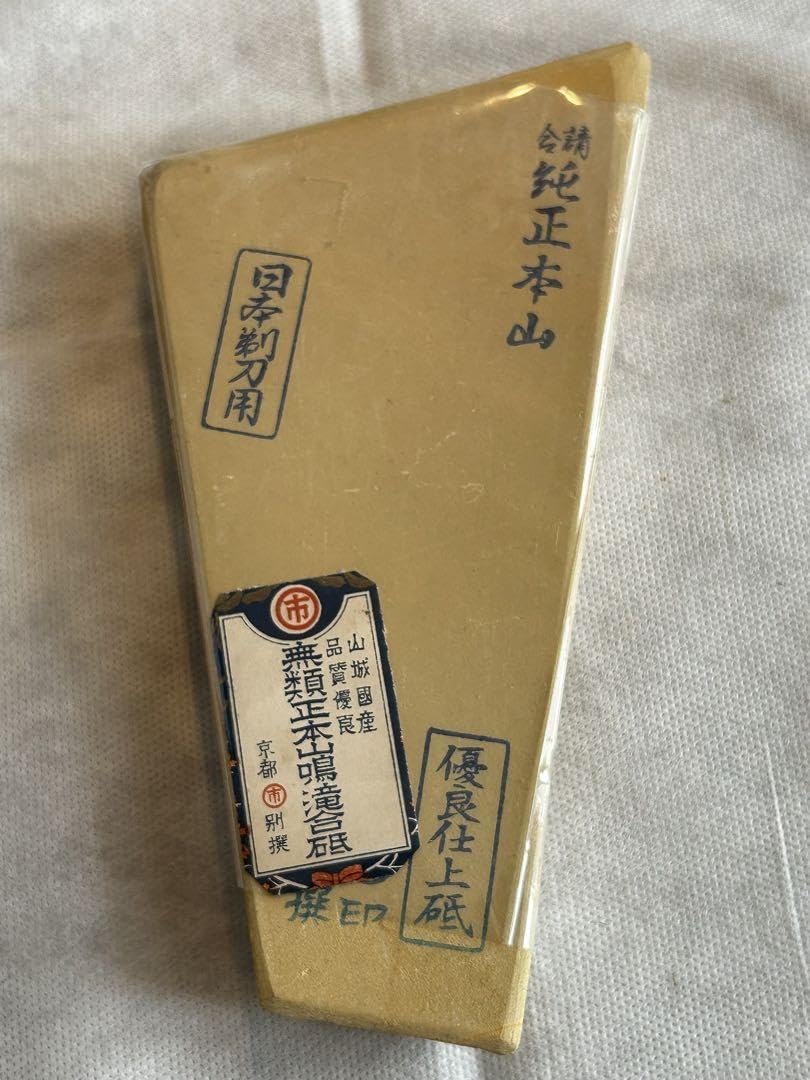 請合
純正本山
日本剃刀用
市
山城國産
品質優良
無類正本山鳴滝合砥
京都 市 別撰
優良仕上砥
撰印